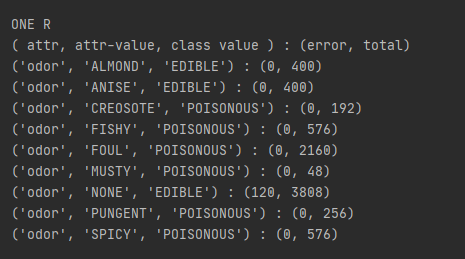 ONE R
( attr, attr-value, class value ) : (error, total)
('odor', 'ALMOND', 'EDIBLE') : (0, 400)
('odor', 'ANISE', 'EDIBLE') : (0, 400)
('odor', 'CREOSOTE', 'POISONOUS') : (0, 192)
('odor', 'FISHY', 'POISONOUS') : (0, 576)
('odor', 'FOUL', 'POISONOUS') : (0, 2160)
('odor', 'MUSTY', 'POISONOUS') : (0, 48)
('odor', 'NONE', 'EDIBLE') : (120, 3808)
('odor', 'PUNGENT', 'POISONOUS') : (0, 256)
('odor', 'SPICY', 'POISONOUS') : (0, 576)